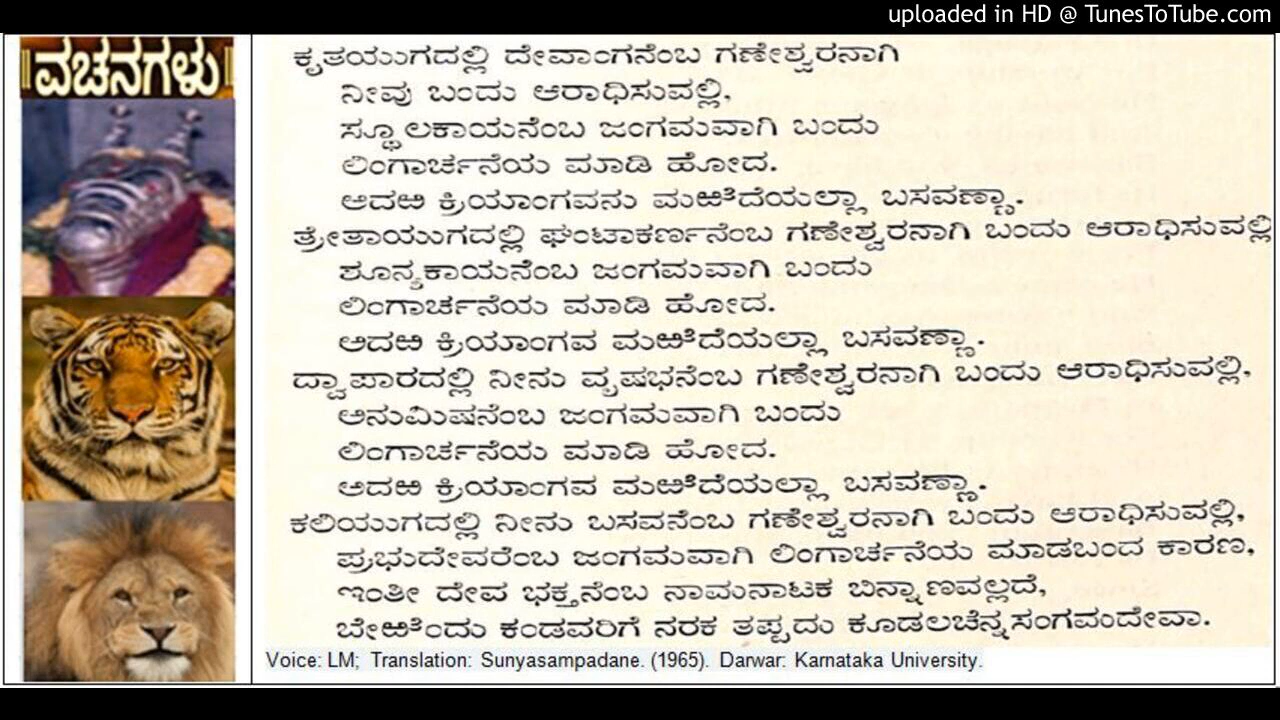 uploaded in HD @ TunesToTube.com
||ವಚನಗಳು||
ಕೃತಯುಗದಲ್ಲಿ ದೇವಾಂಗನೆಂಬ ಗಣೇಶ್ವರನಾಗಿ
ನೀವು ಬಂದು ಆರಾಧಿಸುವಲ್ಲಿ,
ಸ್ಥೂಲಕಾಯನೆಂಬ ಜಂಗಮವಾಗಿ ಬಂದು
ಲಿಂಗಾರ್ಚನೆಯ ಮಾಡಿ ಹೋದ.
ಆದಱ ಕ್ರಿಯಾಂಗವನು ಮಱೆದೆಯಲ್ಲಾ ಬಸವಣ್ಣಾ.
ತ್ರೇತಾಯುಗದಲ್ಲಿ ಘಂಟಾಕರ್ಣನೆಂಬ ಗಣೇಶ್ವರನಾಗಿ ಬಂದು ಆರಾಧಿಸುವಲ್ಲಿ
ಶೂನ್ಯಕಾಯನೆಂಬ ಜಂಗಮವಾಗಿ ಬಂದು
ಲಿಂಗಾರ್ಚನೆಯ ಮಾಡಿ ಹೋದ.
ಅದಱ ಕ್ರಿಯಾಂಗವ ಮಱೆದೆಯಲ್ಲಾ ಬಸವಣ್ಣಾ.
ದ್ವಾಪಾರದಲ್ಲಿ ನೀನು ವೃಷಭನೆಂಬ ಗಣೇಶ್ವರನಾಗಿ ಬಂದು ಆರಾಧಿಸುವಲ್ಲಿ,
ಅನುಮಿಷನೆಂಬ ಜಂಗಮವಾಗಿ ಬಂದು
ಲಿಂಗಾರ್ಚನೆಯ ಮಾಡಿ ಹೋದ.
ಅದಱ ಕ್ರಿಯಾಂಗವ ಮಱೆದೆಯಲ್ಲಾ ಬಸವಣ್ಣಾ.
ಕಲಿಯುಗದಲ್ಲಿ ನೀನು ಬಸವನೆಂಬ ಗಣೇಶ್ವರನಾಗಿ ಬಂದು ಆರಾಧಿಸುವಲ್ಲಿ,
ಪ್ರಭುದೇವರೆಂಬ ಜಂಗಮವಾಗಿ ಲಿಂಗಾರ್ಚನೆಯ ಮಾಡಬಂದ ಕಾರಣ,
ಇಂತೀ ದೇವ ಭಕ್ತನೆಂಬ ನಾಮನಾಟಕ ಬಿನ್ನಾಣವಲ್ಲದೆ,
ಬೇಱೆಂದು ಕಂಡವರಿಗೆ ನರಕ ತಪ್ಪದು ಕೂಡಲಚೆನ್ನಸಂಗವಂದೇವಾ.
Voice: LM; Translation: Sunyasampadane. (1965). Darwar: Karnataka University.